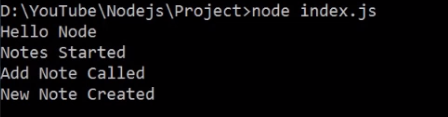 D:\YouTube\Nodejs\Project>node index.js
Hello Node
Notes Started
Add Note Called
New Note Created